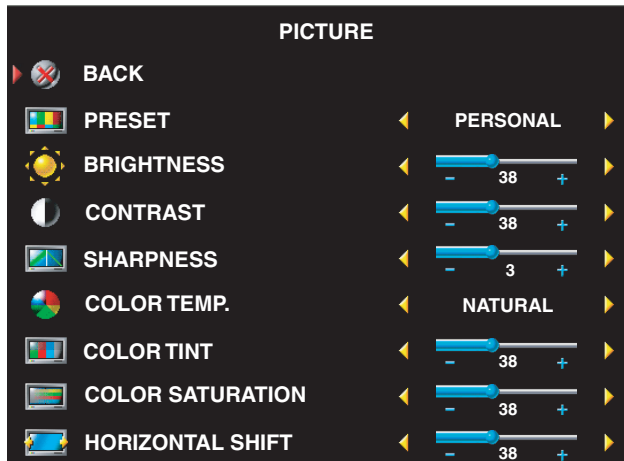 PICTURE
BACK
PRESET PERSONAL
BRIGHTNESS
- 38 +
CONTRAST
- 38 +
SHARPNESS
- 3 +
COLOR TEMP. NATURAL
COLOR TINT
- 38 +
COLOR SATURATION
- 38 +
HORIZONTAL SHIFT
- 38 +